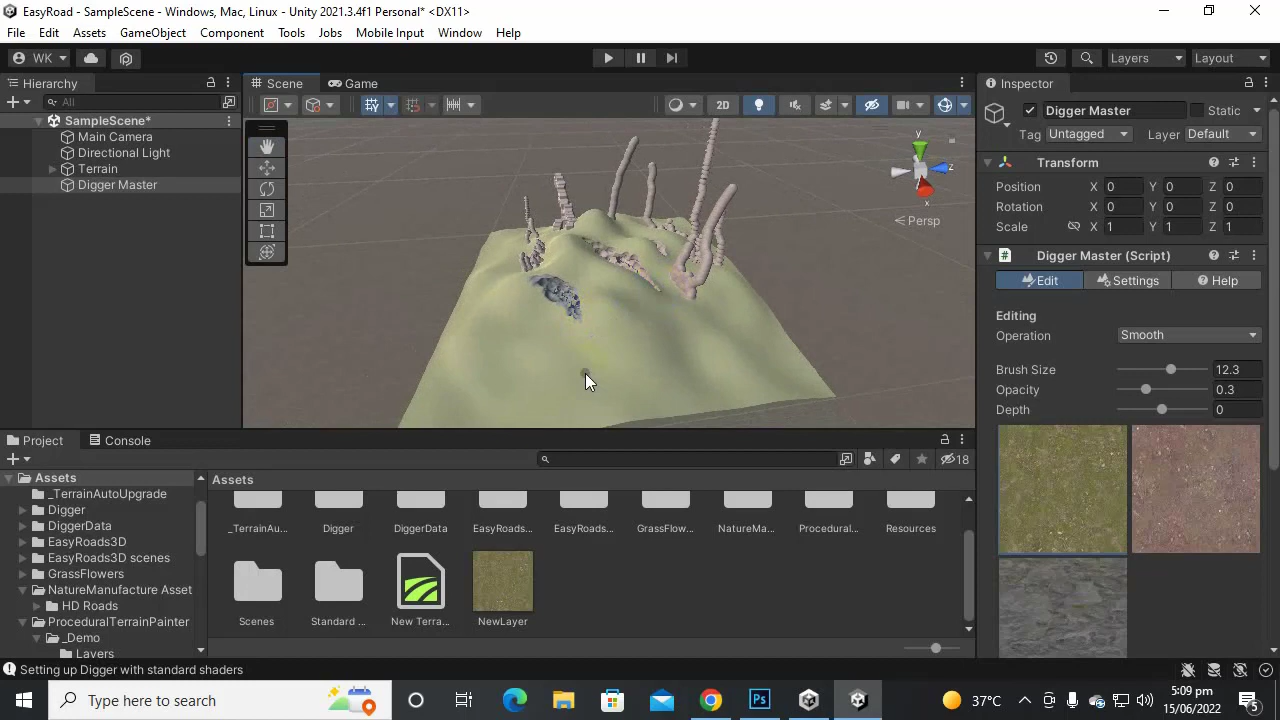 EasyRoad - SampleScene - Windows, Mac, Linux - Unity 2021.3.4f1 Personal* <DX11>
File Edit Assets GameObject Component Tools Jobs Mobile Input Window Help
WK Layers Layout
Hierarchy Scene Game Inspector
All
SampleScene*
Main Camera
Directional Light
Terrain
Digger Master
2D
y
z
x
Persp
Digger Master Static
Tag Untagged Layer Default
Transform
Position X 0 Y 0 Z 0
Rotation X 0 Y 0 Z 0
Scale X 1 Y 1 Z 1
Digger Master (Script)
Edit Settings Help
Editing
Operation Smooth
Brush Size 12.3
Opacity 0.3
Depth 0
Project Console
18
Assets
_TerrainAutoUpgrade
Digger
DiggerData
EasyRoads3D
EasyRoads3D scenes
GrassFlowers
NatureManufacture Asset
HD Roads
ProceduralTerrainPainter
_Demo
Layers
Assets
_TerrainAu... Digger DiggerData EasyRoads... EasyRoads... GrassFlow... NatureMa... Procedural... Resources
Scenes Standard ... New Terra... NewLayer
Setting up Digger with standard shaders
Type here to search
37°C
5:09 pm
15/06/2022
5